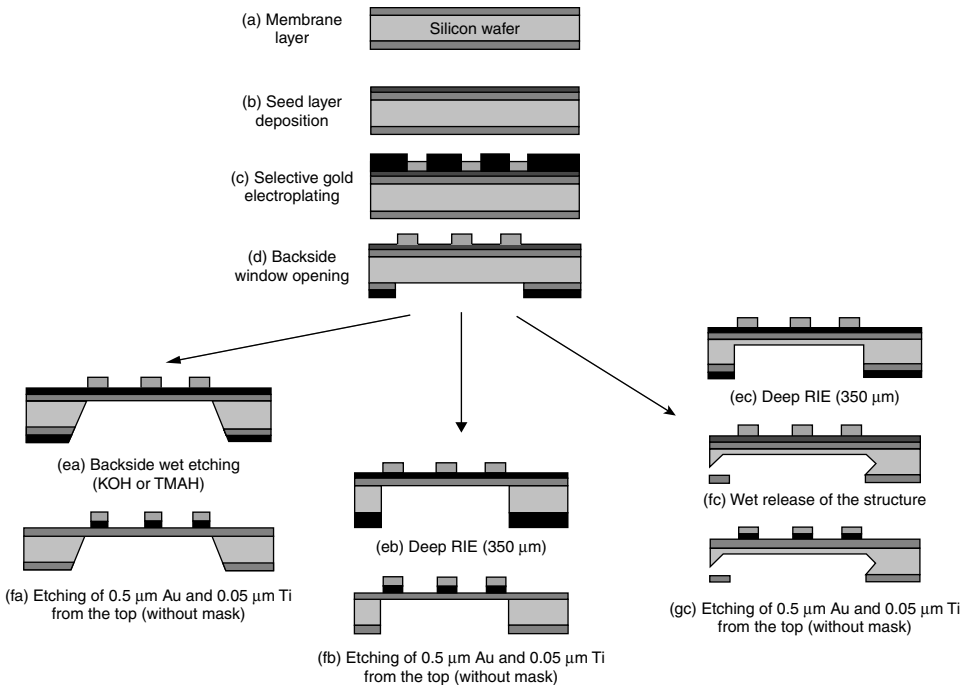 (a) Membrane
layer
Silicon wafer
(b) Seed layer
deposition
(c) Selective gold
electroplating
(d) Backside
window opening
(ea) Backside wet etching
(KOH or TMAH)
(fa) Etching of 0.5 μm Au and 0.05 μm Ti
from the top (without mask)
(eb) Deep RIE (350 μm)
(fb) Etching of 0.5 μm Au and 0.05 μm Ti
from the top (without mask)
(ec) Deep RIE (350 μm)
(fc) Wet release of the structure
(gc) Etching of 0.5 μm Au and 0.05 μm Ti
from the top (without mask)